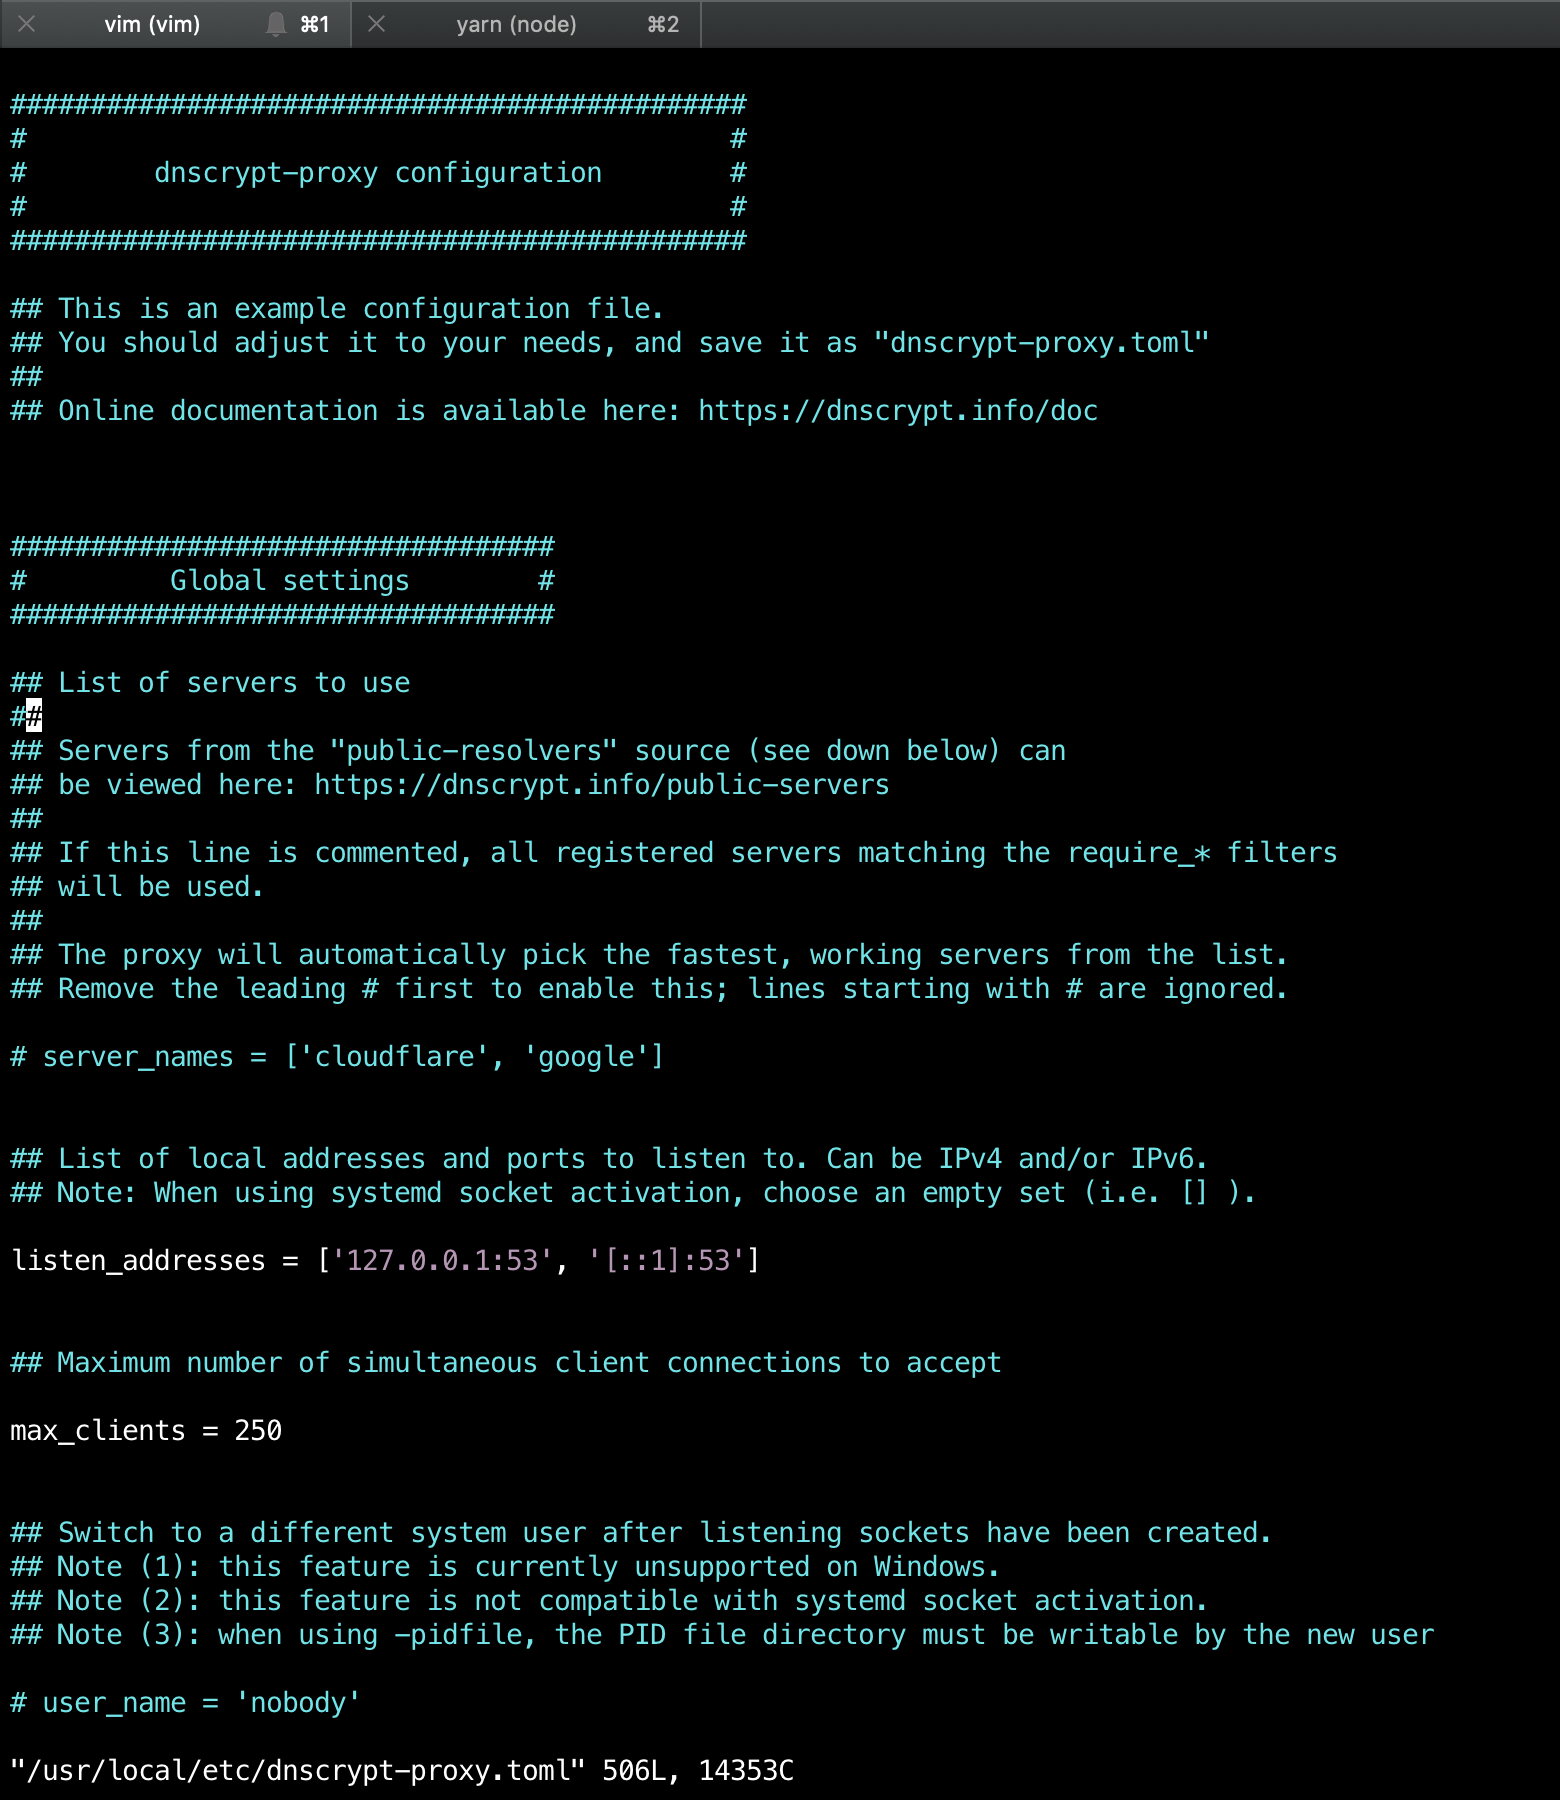 vim (vim) ⌘1 yarn (node) ⌘2
##############################################
#                                            #
#        dnscrypt-proxy configuration        #
#                                            #
##############################################
## This is an example configuration file.
## You should adjust it to your needs, and save it as "dnscrypt-proxy.toml"
##
## Online documentation is available here: https://dnscrypt.info/doc
##################################
#         Global settings        #
##################################
## List of servers to use
##
## Servers from the "public-resolvers" source (see down below) can
## be viewed here: https://dnscrypt.info/public-servers
##
## If this line is commented, all registered servers matching the require_* filters
## will be used.
##
## The proxy will automatically pick the fastest, working servers from the list.
## Remove the leading # first to enable this; lines starting with # are ignored.
# server_names = ['cloudflare', 'google']
## List of local addresses and ports to listen to. Can be IPv4 and/or IPv6.
## Note: When using systemd socket activation, choose an empty set (i.e. [] ).
listen_addresses = ['127.0.0.1:53', '[::1]:53']
## Maximum number of simultaneous client connections to accept
max_clients = 250
## Switch to a different system user after listening sockets have been created.
## Note (1): this feature is currently unsupported on Windows.
## Note (2): this feature is not compatible with systemd socket activation.
## Note (3): when using -pidfile, the PID file directory must be writable by the new user
# user_name = 'nobody'
"/usr/local/etc/dnscrypt-proxy.toml" 506L, 14353C